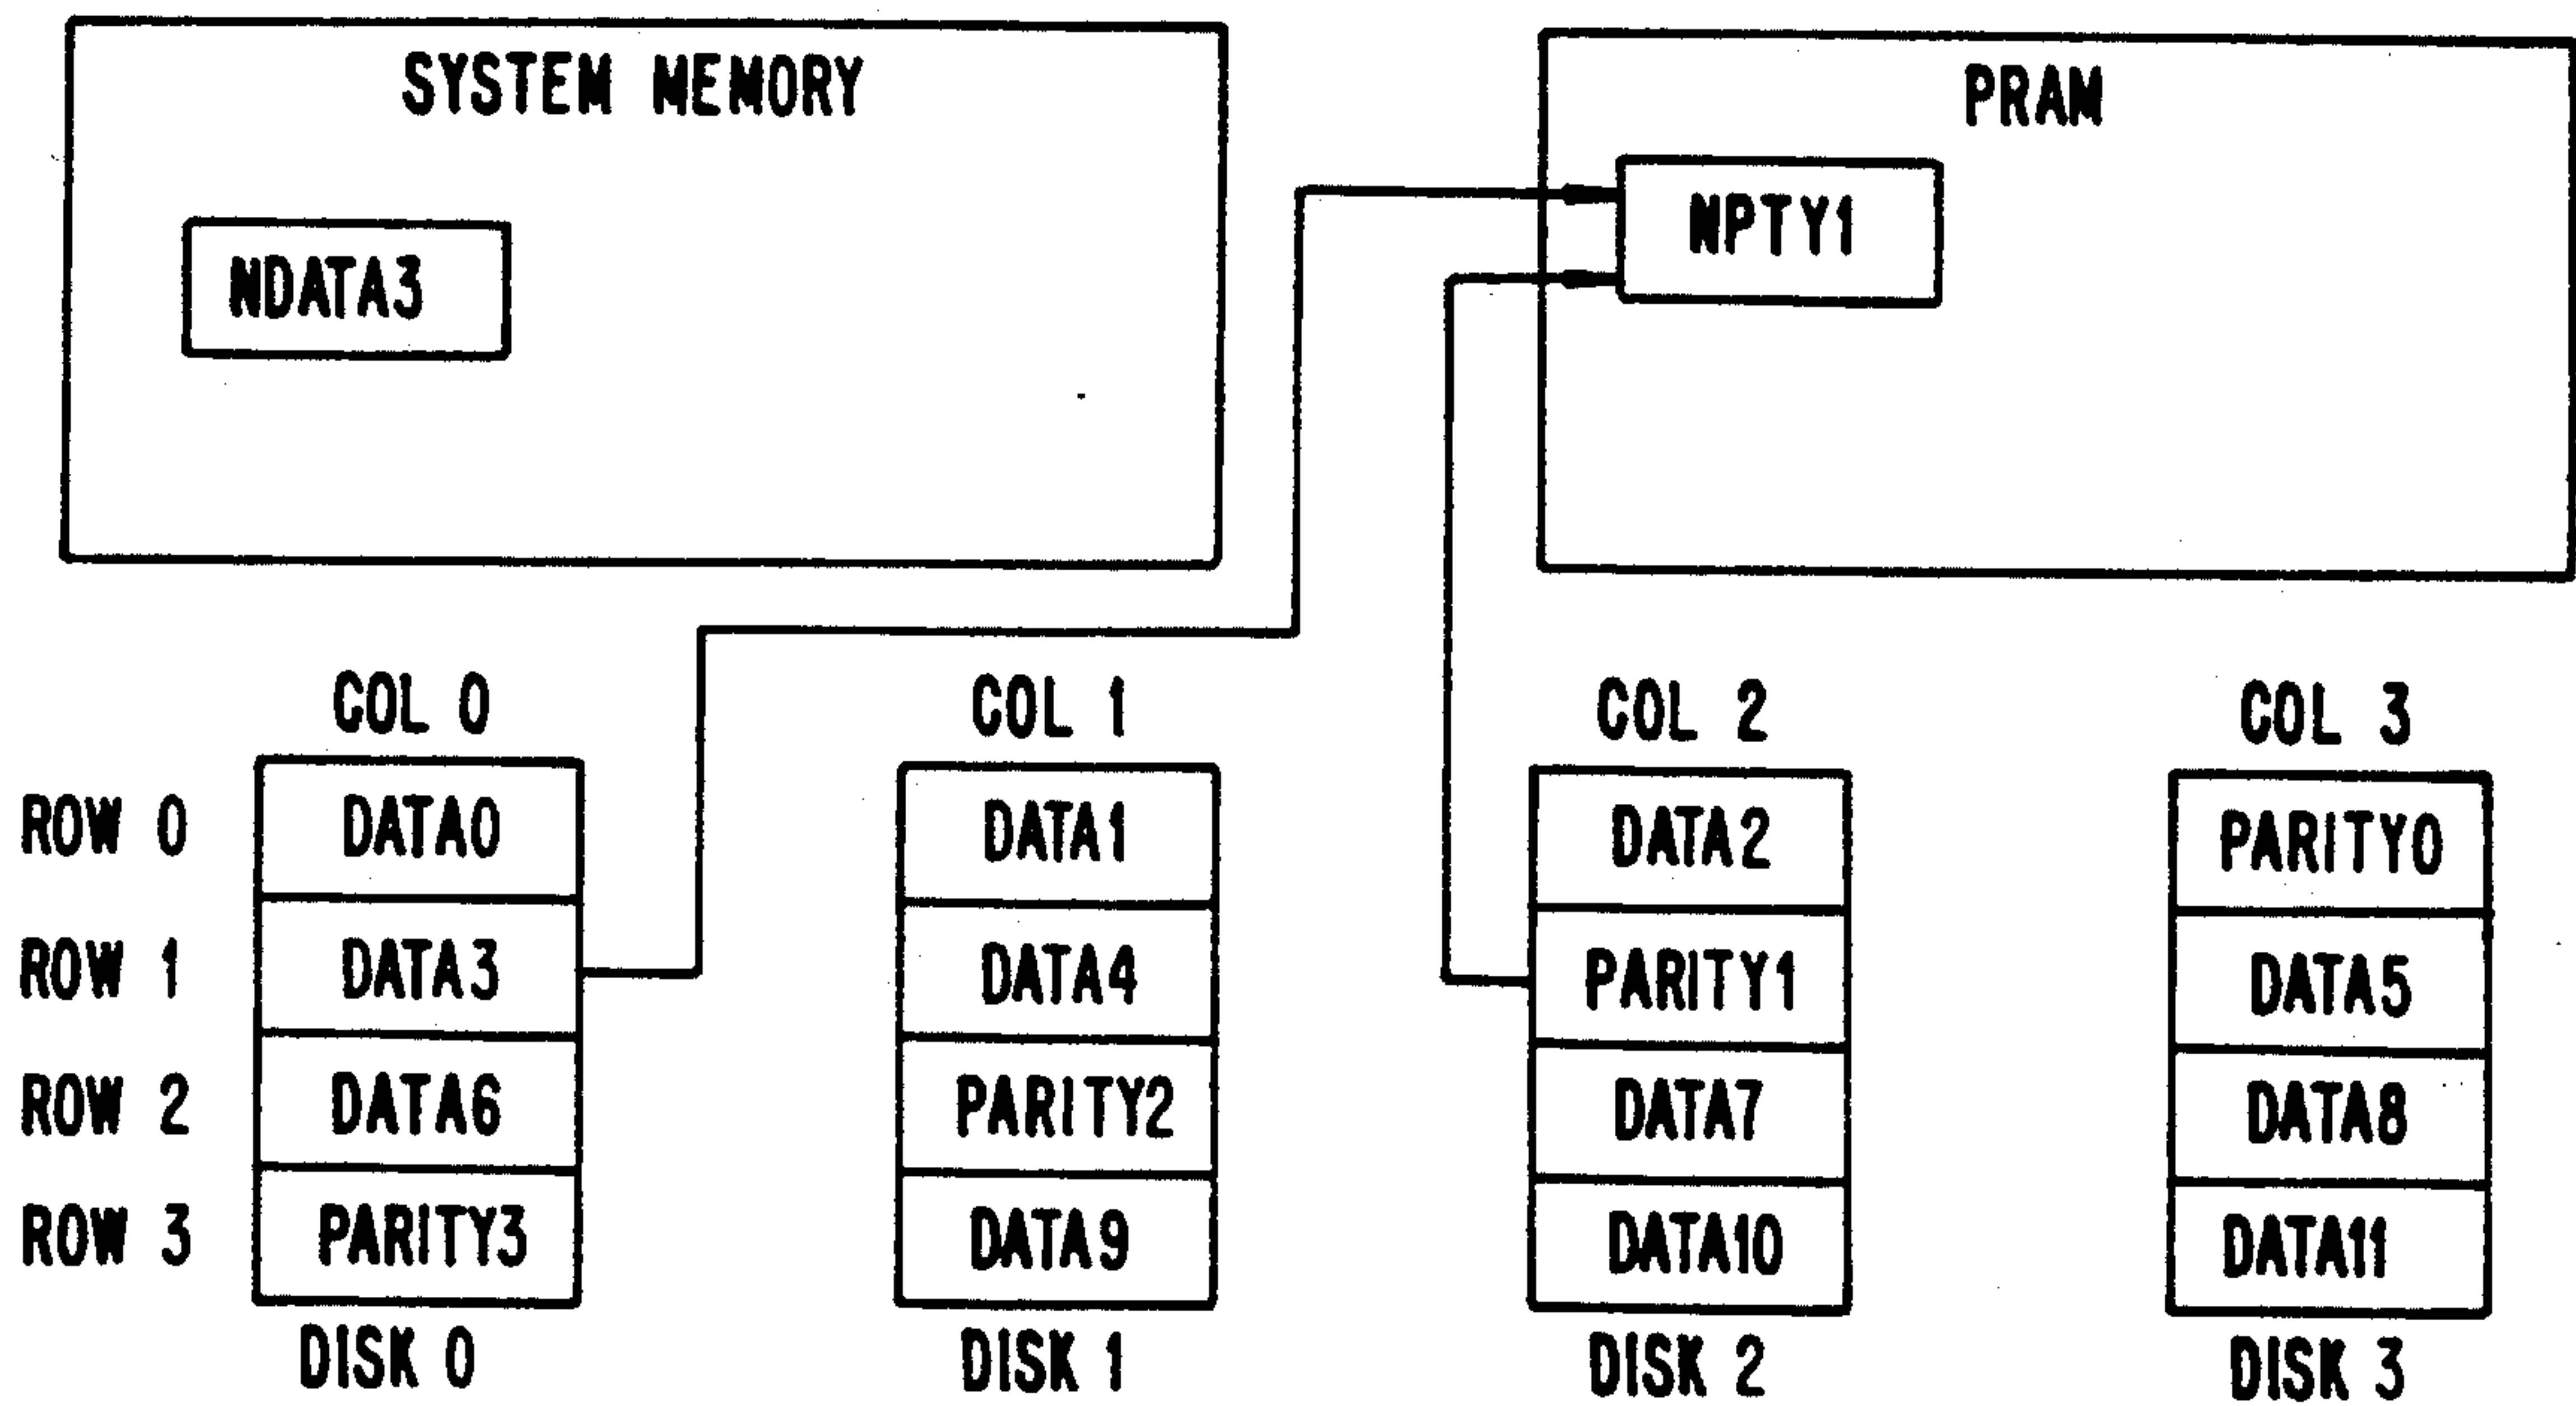 SYSTEM MEMORY
PRAM
NPTY1
NDATA3
COL 0 COL 1 COL 2 COL 3
ROW 0 DATA0 DATA1 DATA2 PARITY0
ROW 1 DATA3 DATA4 PARITY1 DATA5
ROW 2 DATA6 PARITY2 DATA7 DATA8
ROW 3 PARITY3 DATA9 DATA10 DATA11
DISK 0 DISK 1 DISK 2 DISK 3